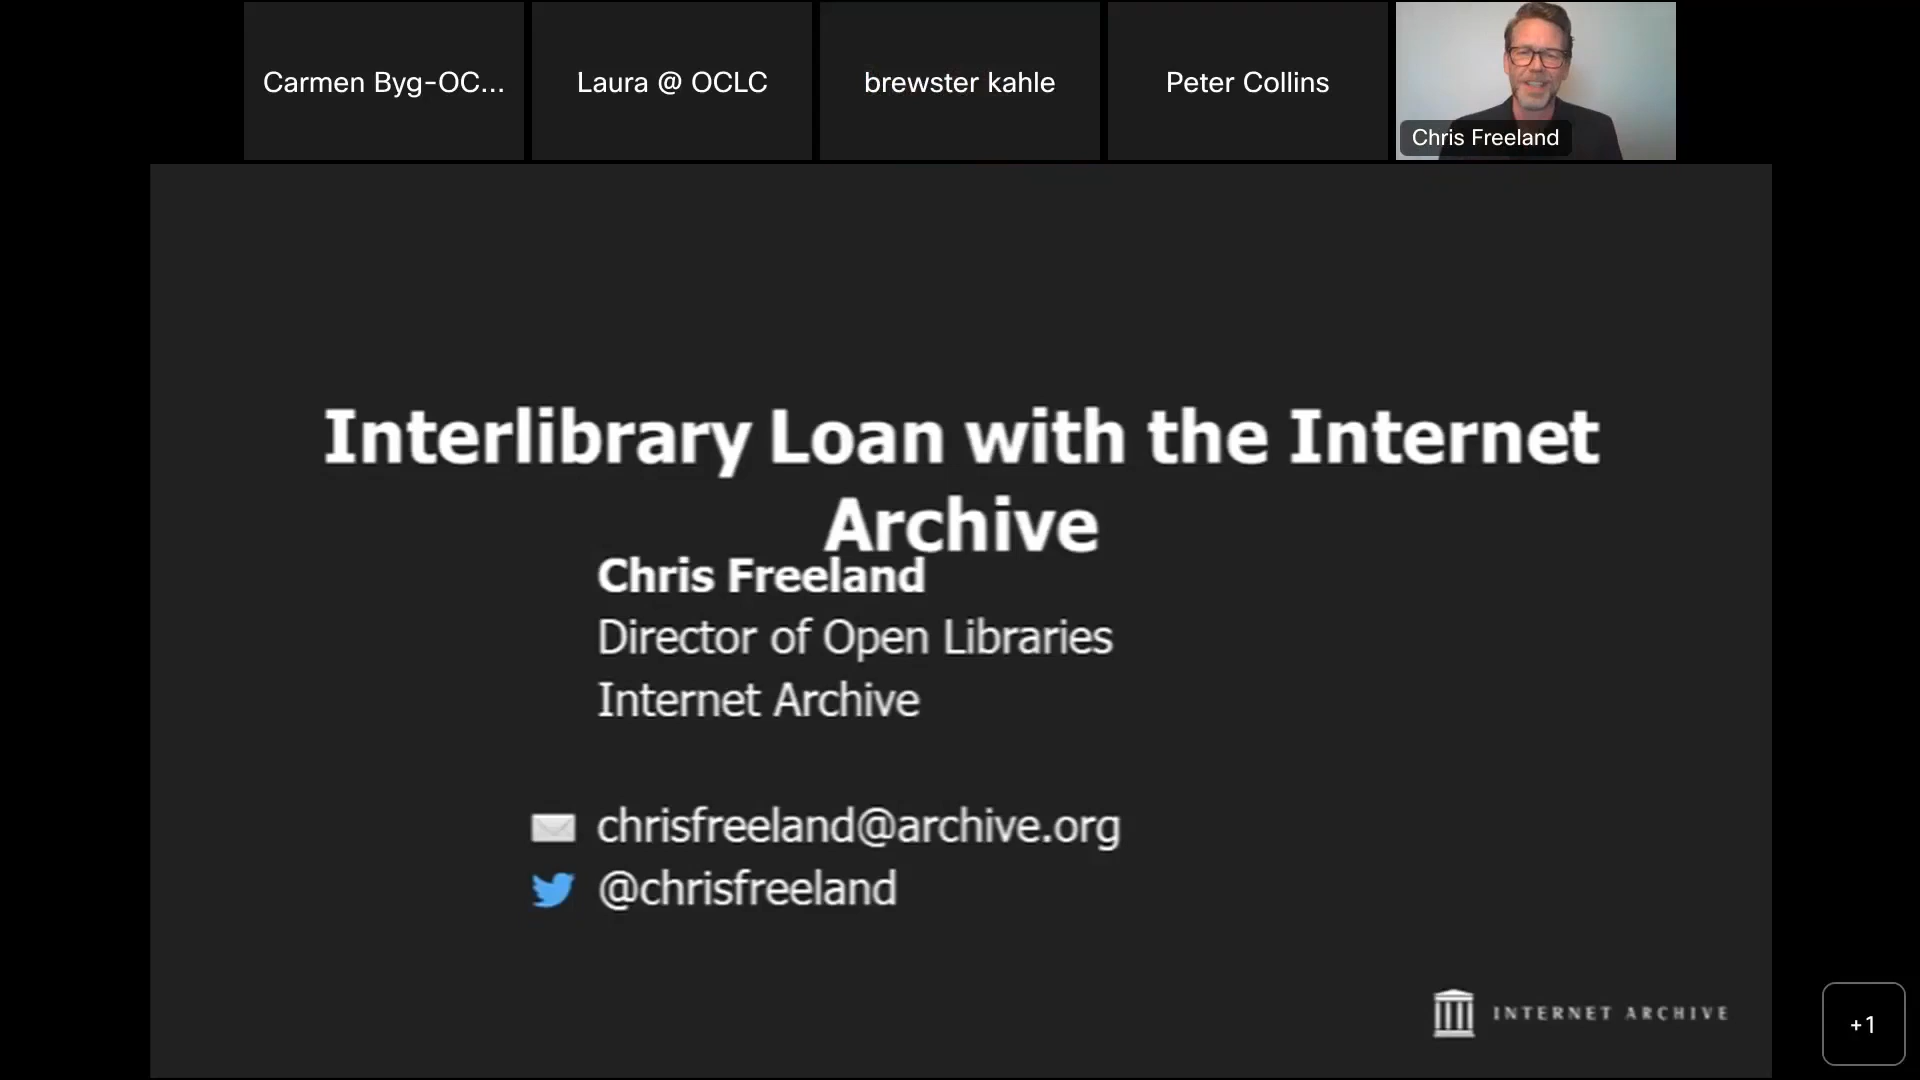 Carmen Byg-OC...
Laura @ OCLC
brewster kahle
Peter Collins
Chris Freeland
Interlibrary Loan with the Internet
Archive
Chris Freeland
Director of Open Libraries
Internet Archive
chrisfreeland@archive.org
@chrisfreeland
INTERNET ARCHIVE
+1